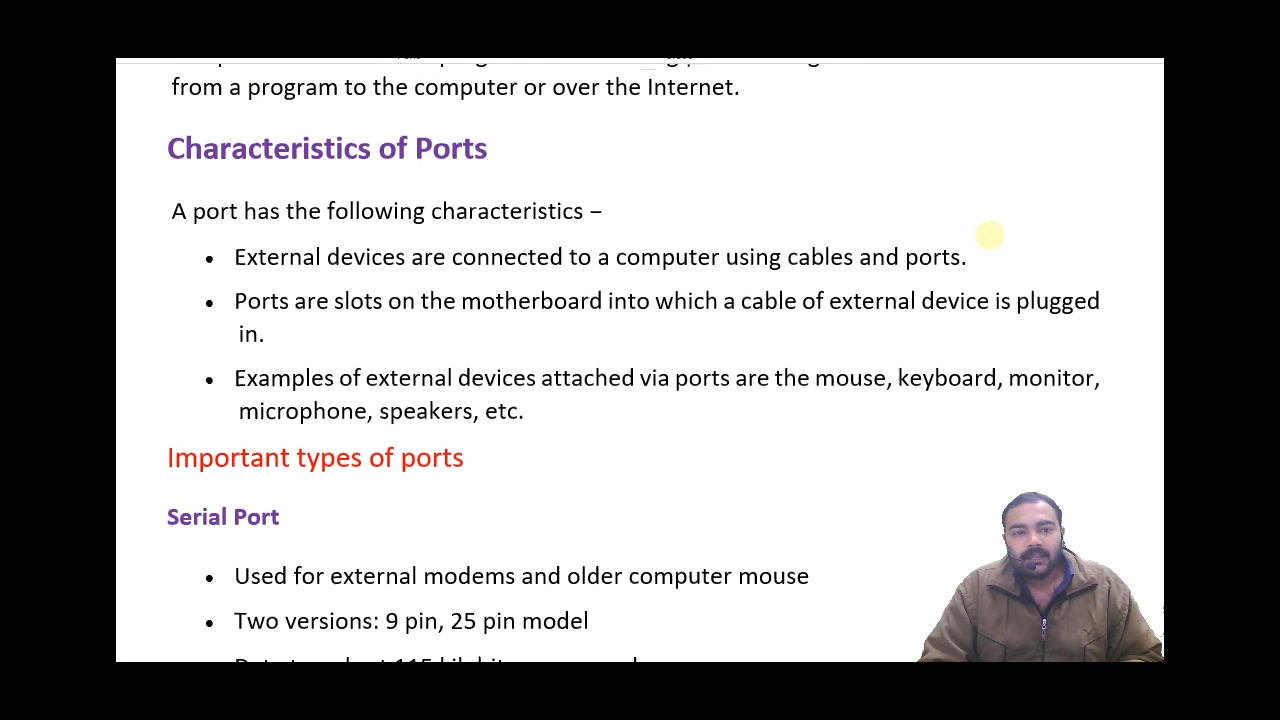 from a program to the computer or over the Internet.
Characteristics of Ports
A port has the following characteristics –
• External devices are connected to a computer using cables and ports.
• Ports are slots on the motherboard into which a cable of external device is plugged
in.
• Examples of external devices attached via ports are the mouse, keyboard, monitor,
microphone, speakers, etc.
Important types of ports
Serial Port
• Used for external modems and older computer mouse
• Two versions: 9 pin, 25 pin model